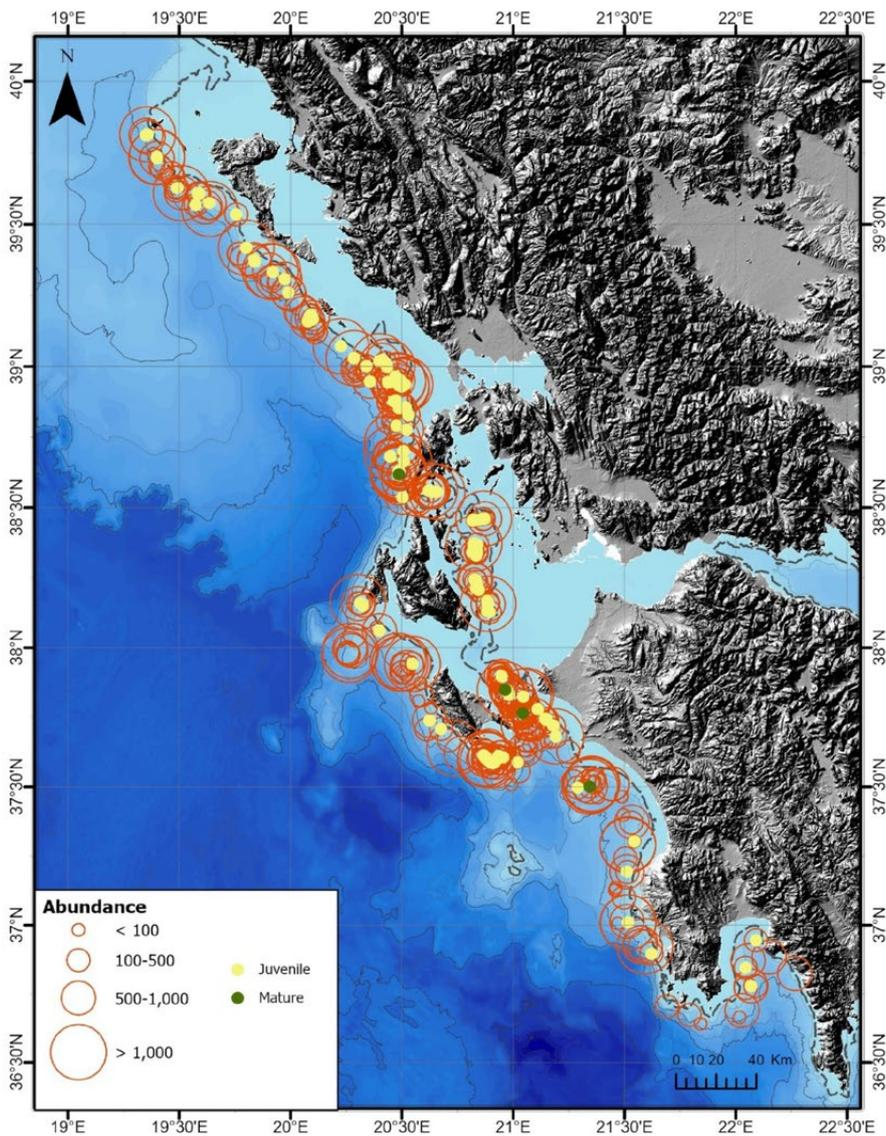 19°E 19°30'E 20°E 20°30'E 21°E 21°30'E 22°E 22°30'E
N
40°N 40°N
39°30'N 39°30'N
39°N 39°N
38°30'N 38°30'N
38°N 38°N
37°30'N 37°30'N
37°N 37°N
36°30'N 36°30'N
Abundance
< 100
100-500
500-1,000
> 1,000
Juvenile
Mature
0 10 20 40 Km
19°E 19°30'E 20°E 20°30'E 21°E 21°30'E 22°E 22°30'E